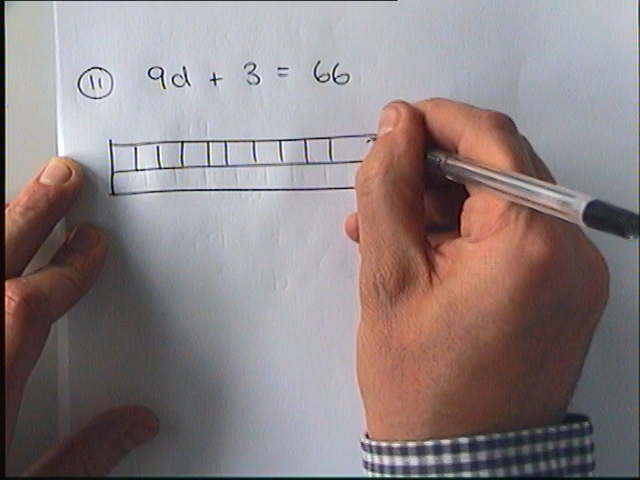 11 9d + 3 = 66